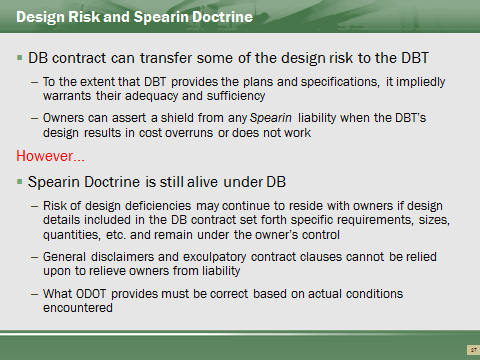 Design Risk and Spearin Doctrine
DB contract can transfer some of the design risk to the DBT
– To the extent that DBT provides the plans and specifications, it impliedly
warrants their adequacy and sufficiency
– Owners can assert a shield from any Spearin liability when the DBT's
design results in cost overruns or does not work
However...
Spearin Doctrine is still alive under DB
– Risk of design deficiencies may continue to reside with owners if design
details included in the DB contract set forth specific requirements, sizes,
quantities, etc. and remain under the owner's control
– General disclaimers and exculpatory contract clauses cannot be relied
upon to relieve owners from liability
– What ODOT provides must be correct based on actual conditions
encountered
27